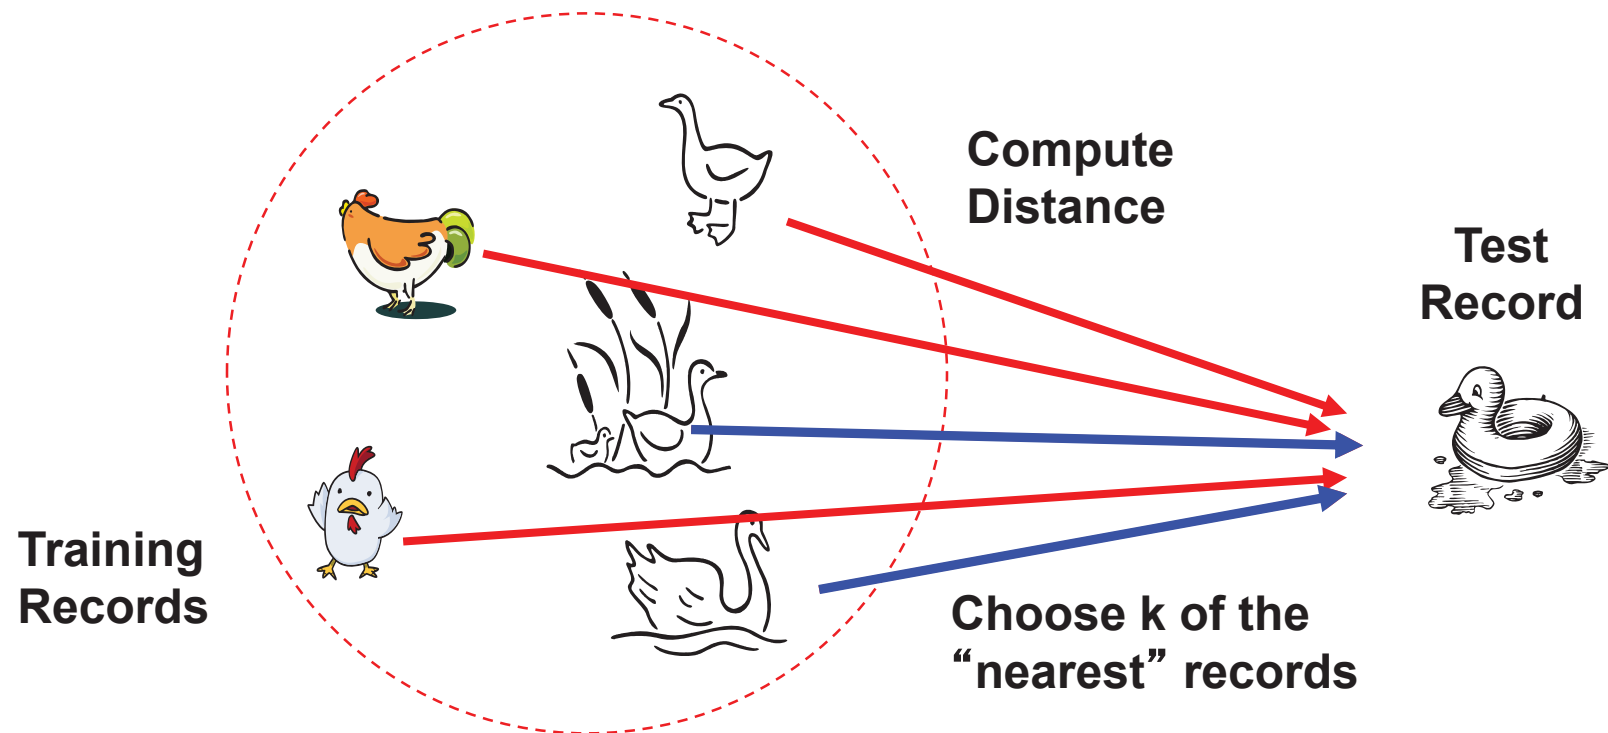 Compute
Distance
Test
Record
Training
Records
Choose k of the
“nearest” records